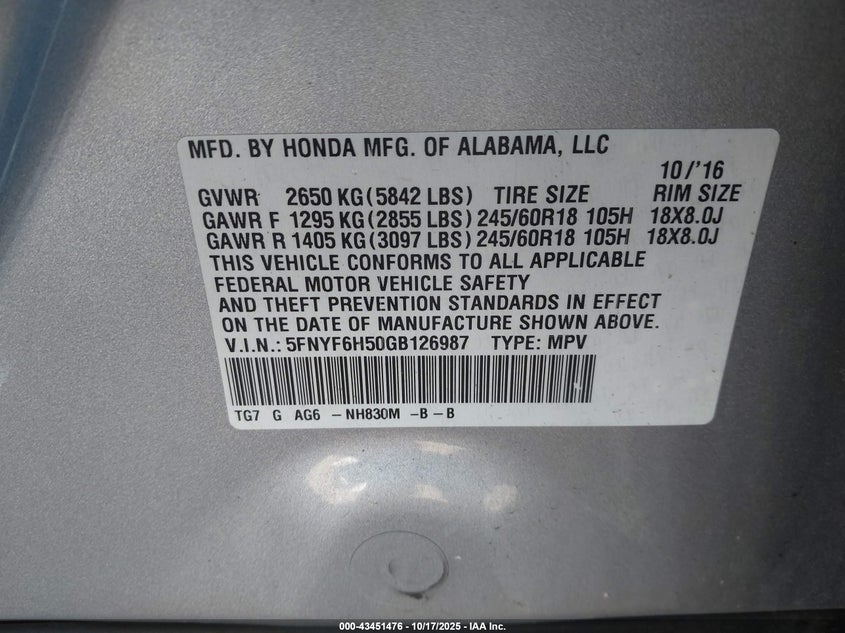 MFD. BY HONDA MFG. OF ALABAMA, LLC
10/'16
GVWR 2650 KG (5842 LBS) TIRE SIZE RIM SIZE
GAWR F 1295 KG (2855 LBS) 245/60R18 105H 18X8.0J
GAWR R 1405 KG (3097 LBS) 245/60R18 105H 18X8.0J
THIS VEHICLE CONFORMS TO ALL APPLICABLE
FEDERAL MOTOR VEHICLE SAFETY
AND THEFT PREVENTION STANDARDS IN EFFECT
ON THE DATE OF MANUFACTURE SHOWN ABOVE.
V.I.N.: 5FNYF6H50GB126987 TYPE: MPV
TG7 G AG6 - NH830M - B - B
000-43451476 - 10/17/2025 - IAA Inc.